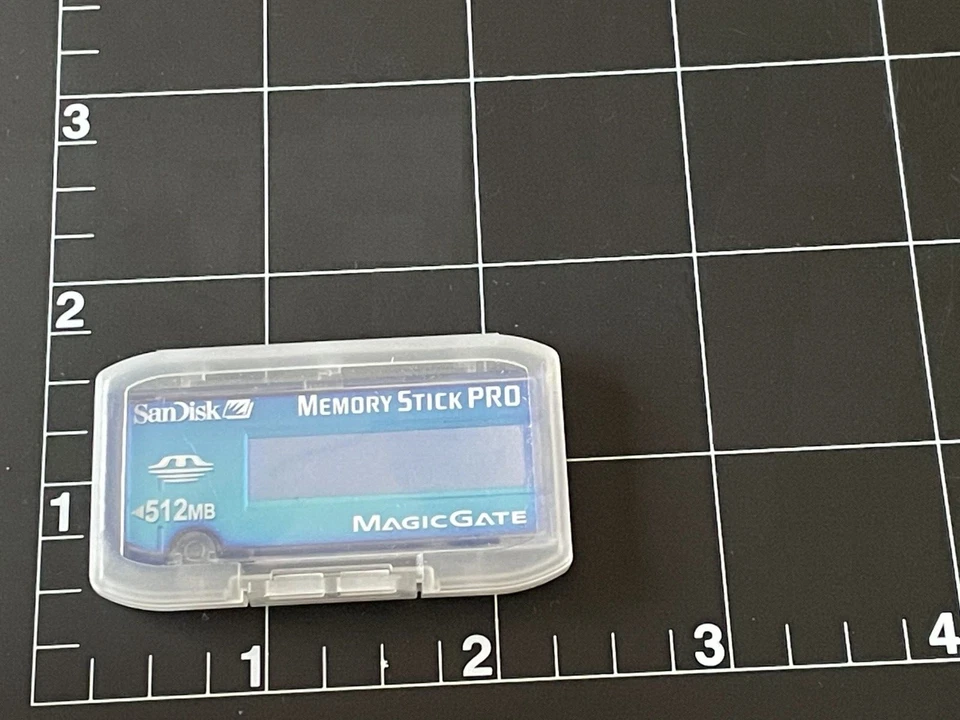 3
2
SanDisk MEMORY STICK PRO
◄512MB
MAGICGATE
1
1 2 3 4